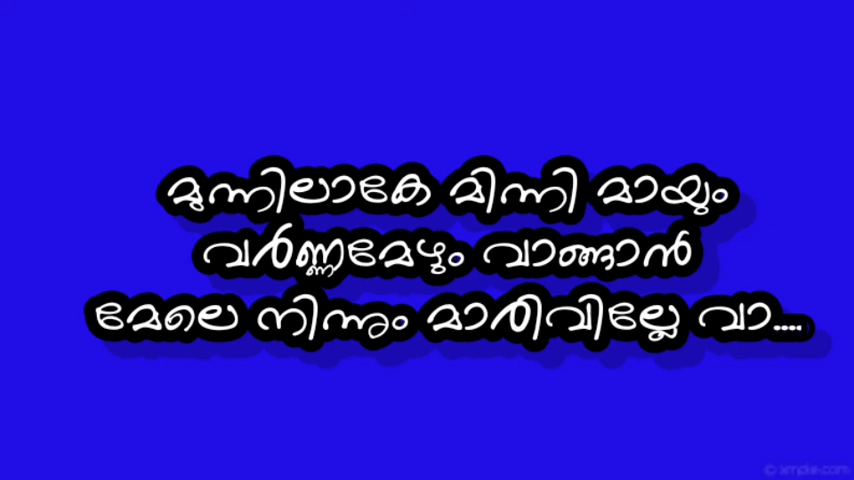 മുന്നിലാകേ മിന്നി മായും
വർണ്ണമേഴും വാങ്ങാൻ
മേലെ നിന്നും മാരിവില്ലേ വാ....